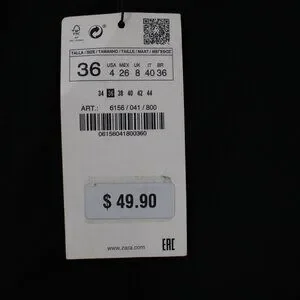 TALLA / SIZE / TAMANHO / TAILLE / MAAT /
36
USA MEX UK IT BR
4 26 8 40 36
34 36 38 40 42 44
ART.: 6156 / 041 / 800
06156041800360
$ 49.90
www.zara.com
EAC